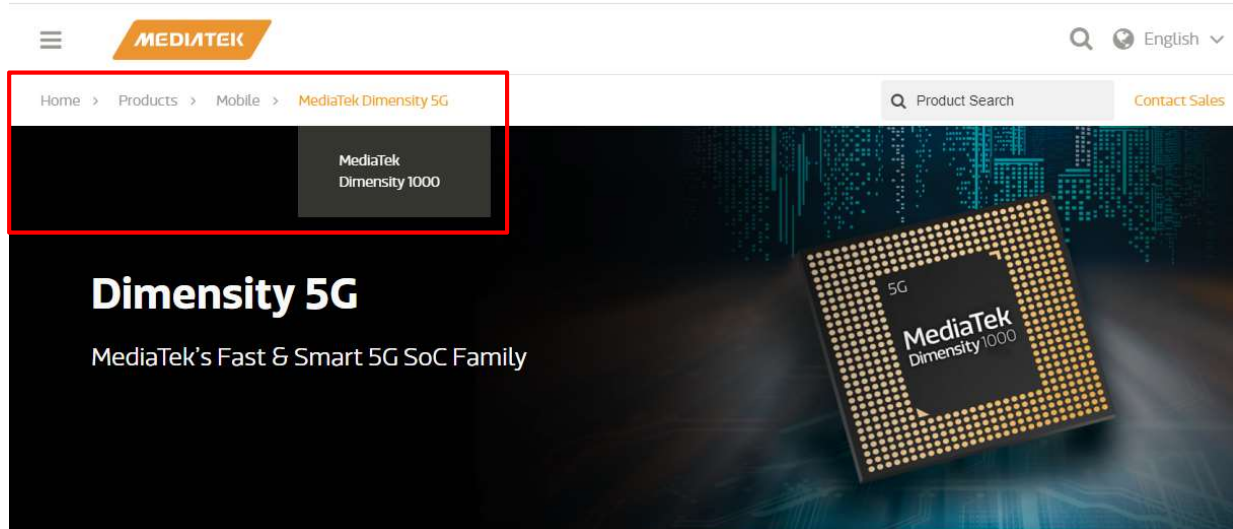 MEDIATEK
English
Home > Products > Mobile > MediaTek Dimensity 5G
Product Search
Contact Sales
MediaTek
Dimensity 1000
Dimensity 5G
MediaTek's Fast & Smart 5G SoC Family
5G
MediaTek
Dimensity 1000